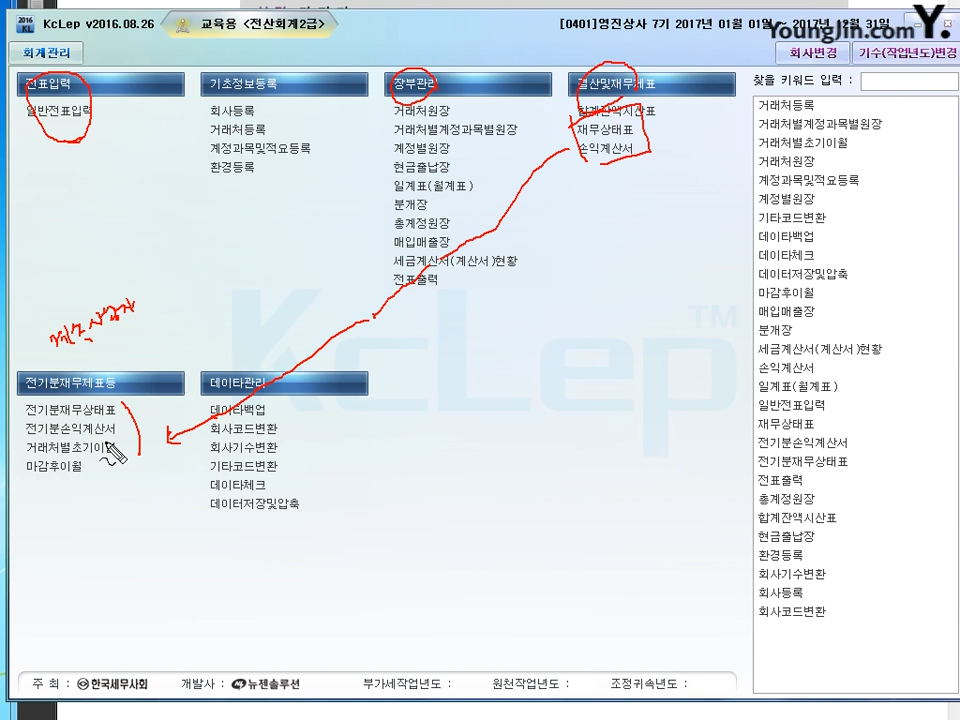 2016
KL
KcLep v2016.08.26
교육용 <전산회계2급>
[0401]영진상사 7기 2017년 01월 01일 ~ 2017년 12월 31일
YoungJin.com Y.
회계관리
회사변경
기수(작업년도)변경
전표입력
일반전표입력
기초정보등록
회사등록
거래처등록
계정과목및적요등록
환경등록
장부관리
거래처원장
거래처별계정과목별원장
계정별원장
현금출납장
일계표(월계표)
분개장
총계정원장
매입매출장
세금계산서(계산서)현황
전표출력
결산및재무제표
합계잔액시산표
재무상태표
손익계산서
전기분재무제표등
전기분재무상태표
전기분손익계산서
거래처별초기이월
마감후이월
데이타관리
데이타백업
회사코드변환
회사기수변환
기타코드변환
데이타체크
데이터저장및압축
KcLep TM
찾을 키워드 입력 :
거래처등록
거래처별계정과목별원장
거래처별초기이월
거래처원장
계정과목및적요등록
계정별원장
기타코드변환
데이타백업
데이타체크
데이터저장및압축
마감후이월
매입매출장
분개장
세금계산서(계산서)현황
손익계산서
일계표(월계표)
일반전표입력
재무상태표
전기분손익계산서
전기분재무상태표
전표출력
총계정원장
합계잔액시산표
현금출납장
환경등록
회사기수변환
회사등록
회사코드변환
주 최 : 한국세무사회
개발사 : 뉴젠솔루션
부가세작업년도 :
원천작업년도 :
조정귀속년도 :